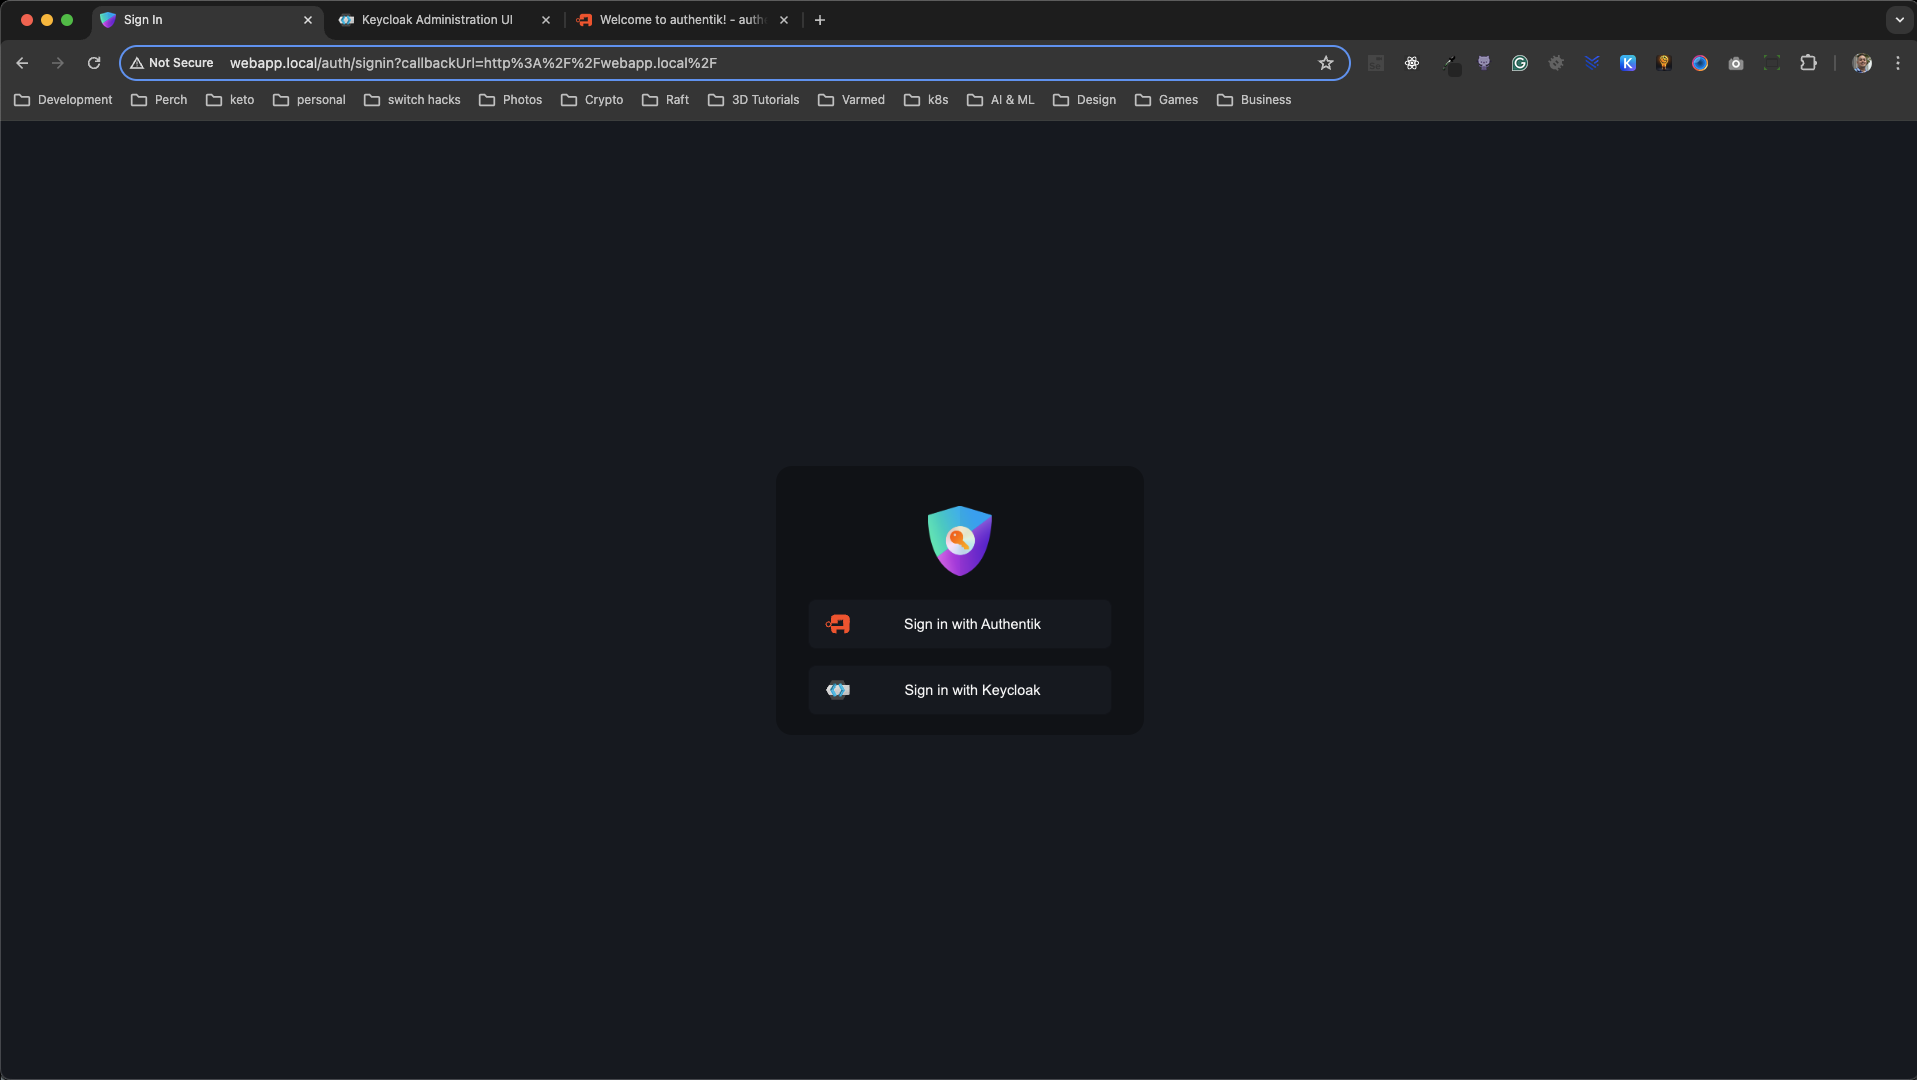 Sign In
Keycloak Administration UI
Welcome to authentik! - auth
Not Secure
webapp.local/auth/signin?callbackUrl=http%3A%2F%2Fwebapp.local%2F
Development
Perch
keto
personal
switch hacks
Photos
Crypto
Raft
3D Tutorials
Varmed
k8s
AI & ML
Design
Games
Business
Sign in with Authentik
Sign in with Keycloak